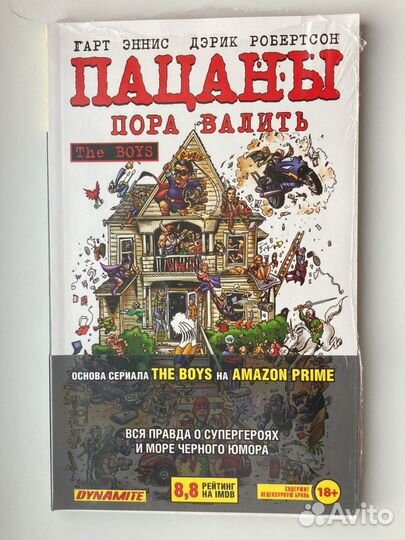 ГАРТ ЭННИС ДЭРИК РОБЕРТСОН
ПАЦАНЫ
ПОРА ВАЛИТЬ
The BOYS
ОСНОВА СЕРИАЛА THE BOYS НА AMAZON PRIME
ВСЯ ПРАВДА О СУПЕРГЕРОЯХ
И МОРЕ ЧЕРНОГО ЮМОРА
DYNAMITE
8,8 РЕЙТИНГ
НА IMDB
СОДЕРЖИТ
НЕЦЕНЗУРНУЮ БРАНЬ
18+
Avito